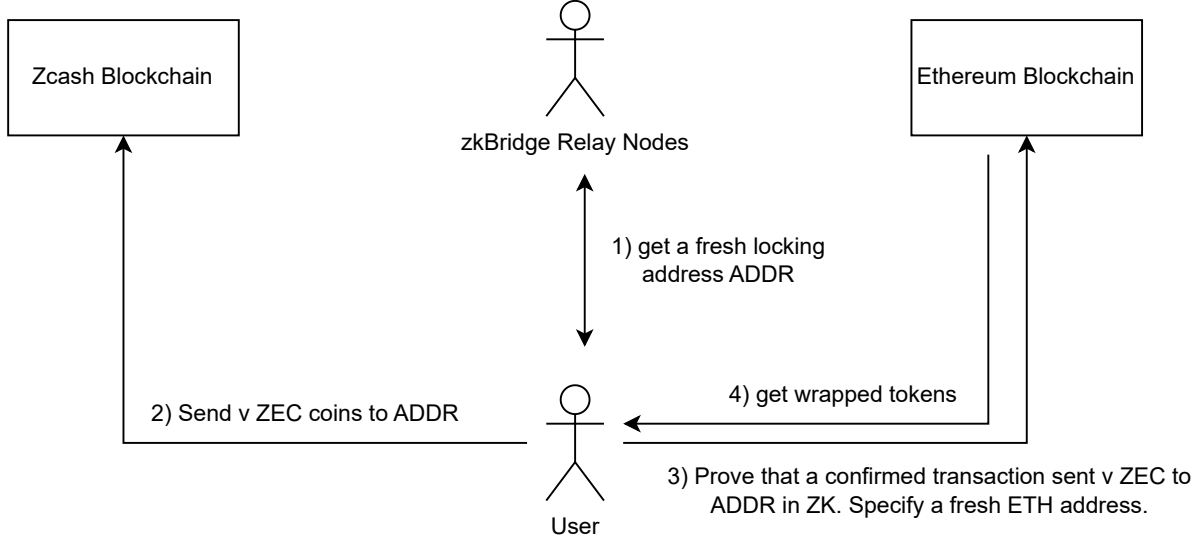 Zcash Blockchain
Ethereum Blockchain
zkBridge Relay Nodes
1) get a fresh locking
address ADDR
4) get wrapped tokens
2) Send v ZEC coins to ADDR
3) Prove that a confirmed transaction sent v ZEC to
ADDR in ZK. Specify a fresh ETH address.
User